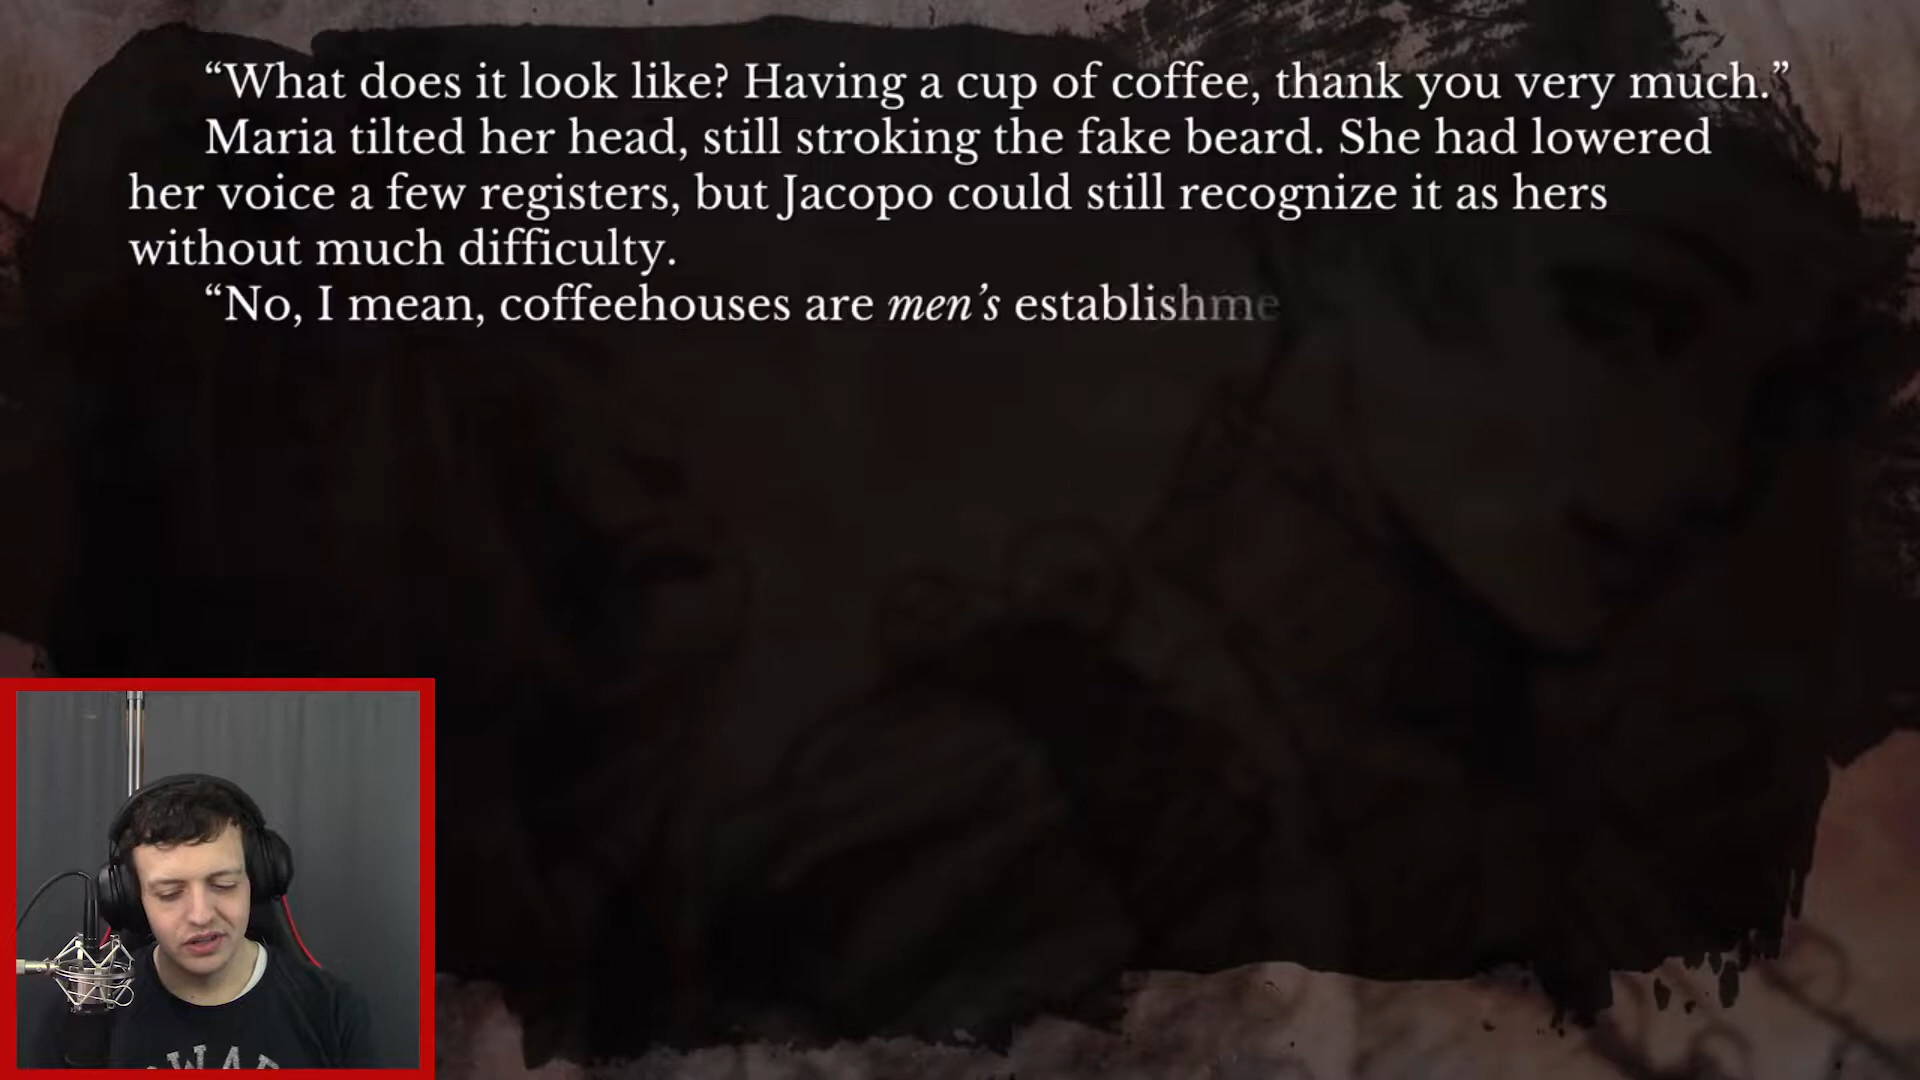 “What does it look like? Having a cup of coffee, thank you very much.”
Maria tilted her head, still stroking the fake beard. She had lowered
her voice a few registers, but Jacopo could still recognize it as hers
without much difficulty.
“No, I mean, coffeehouses are men’s establishme